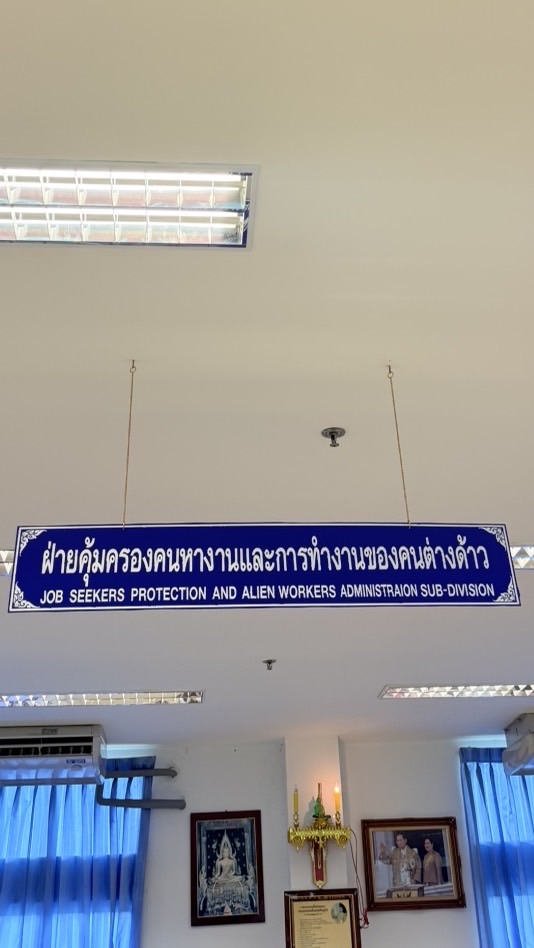 ฝ่ายคุ้มครองคนหางานและการทำงานของคนต่างด้าว
JOB SEEKERS PROTECTION AND ALIEN WORKERS ADMINISTRAION SUB-DIVISION